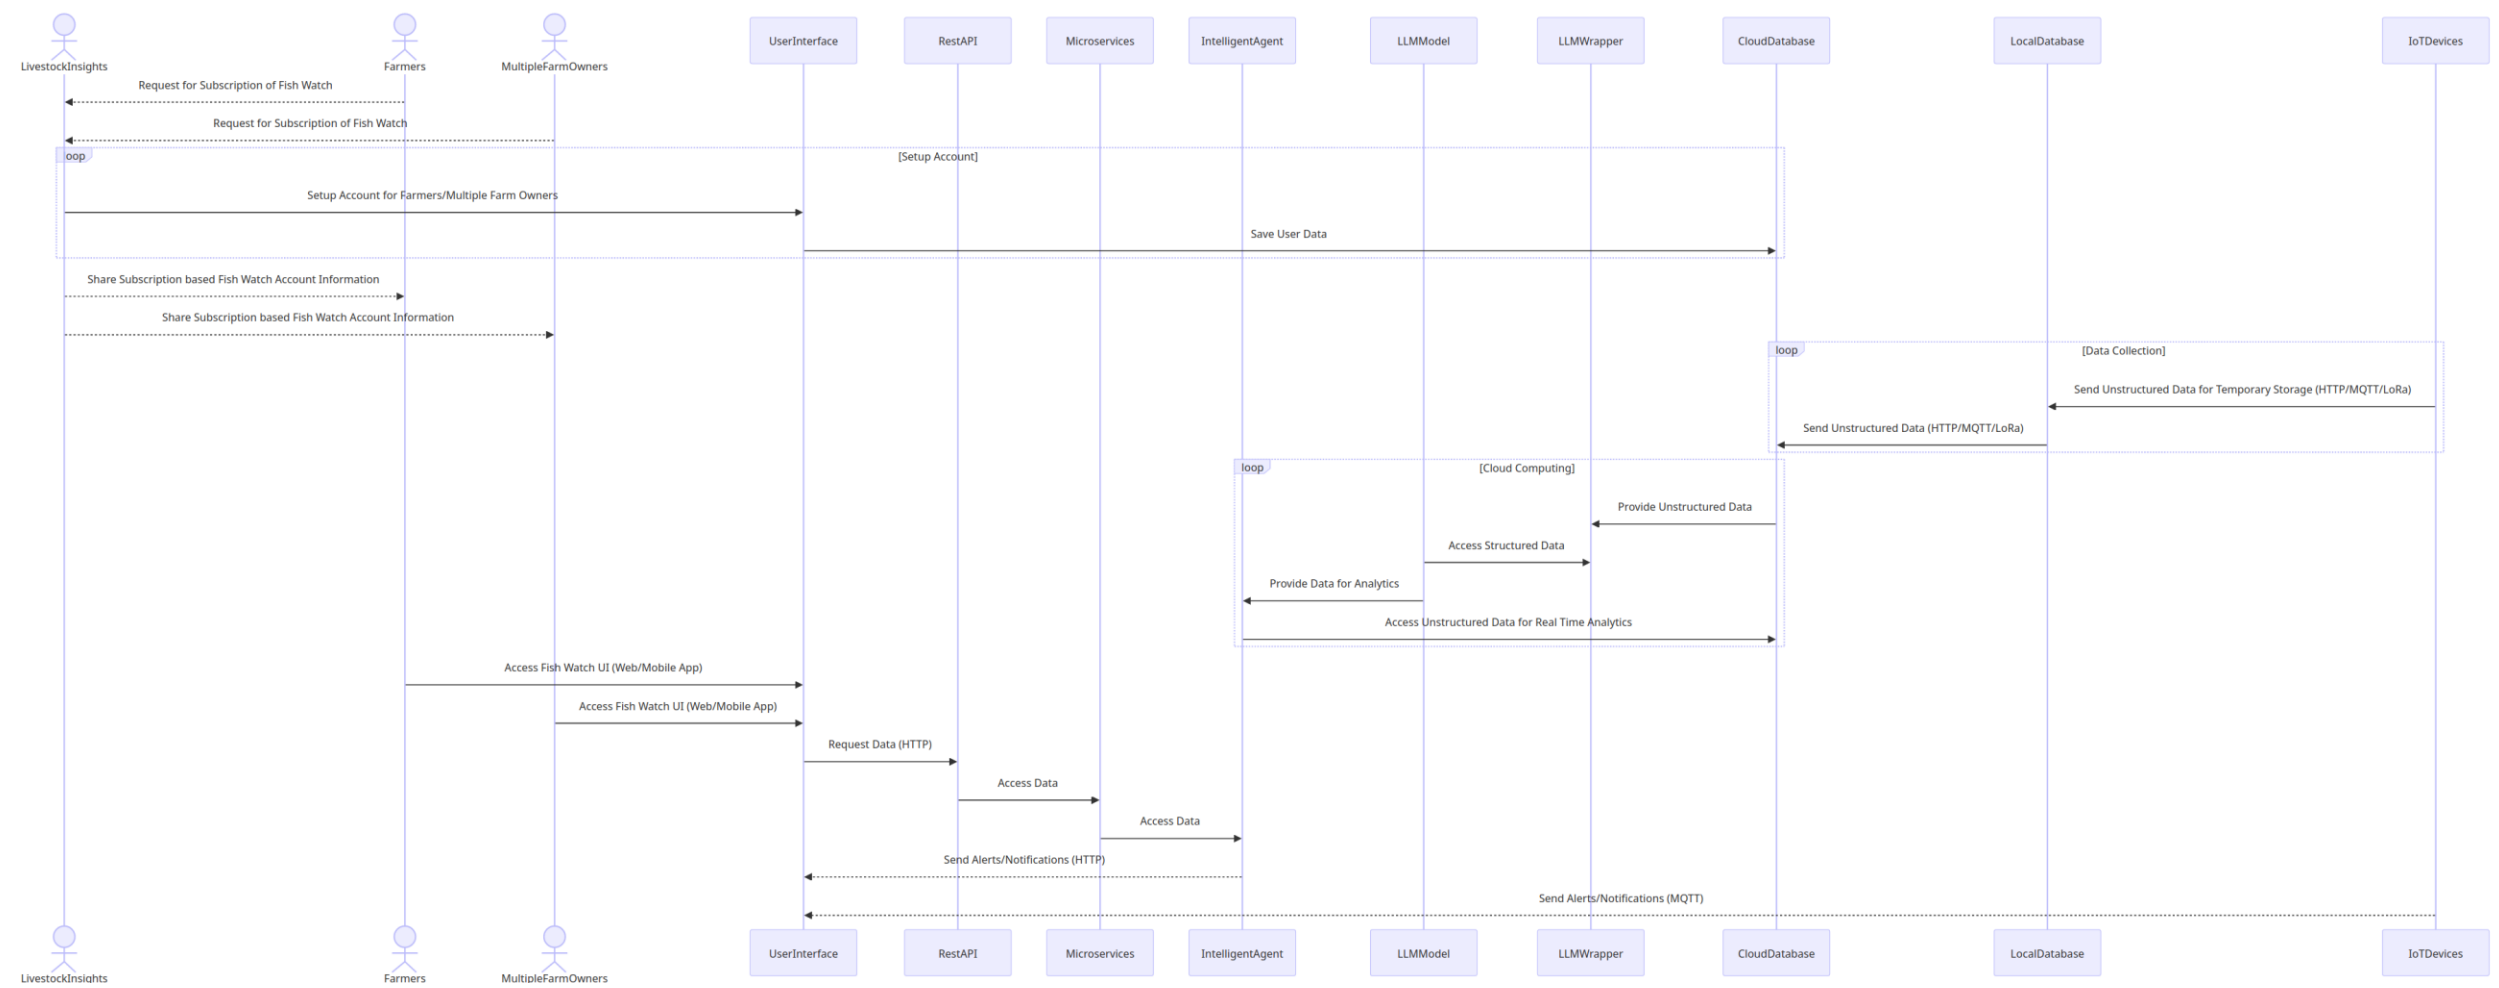 LivestockInsights
Farmers
MultipleFarmOwners
UserInterface
RestAPI
Microservices
IntelligentAgent
LLMModel
LLMWrapper
CloudDatabase
LocalDatabase
IoTDevices
Request for Subscription of Fish Watch
Request for Subscription of Fish Watch
loop
[Setup Account]
Setup Account for Farmers/Multiple Farm Owners
Save User Data
Share Subscription based Fish Watch Account Information
Share Subscription based Fish Watch Account Information
loop
[Data Collection]
Send Unstructured Data for Temporary Storage (HTTP/MQTT/LoRa)
Send Unstructured Data (HTTP/MQTT/LoRa)
loop
[Cloud Computing]
Provide Unstructured Data
Access Structured Data
Provide Data for Analytics
Access Unstructured Data for Real Time Analytics
Access Fish Watch UI (Web/Mobile App)
Access Fish Watch UI (Web/Mobile App)
Request Data (HTTP)
Access Data
Access Data
Send Alerts/Notifications (HTTP)
Send Alerts/Notifications (MQTT)
LivestockInsights
Farmers
MultipleFarmOwners
UserInterface
RestAPI
Microservices
IntelligentAgent
LLMModel
LLMWrapper
CloudDatabase
LocalDatabase
IoTDevices